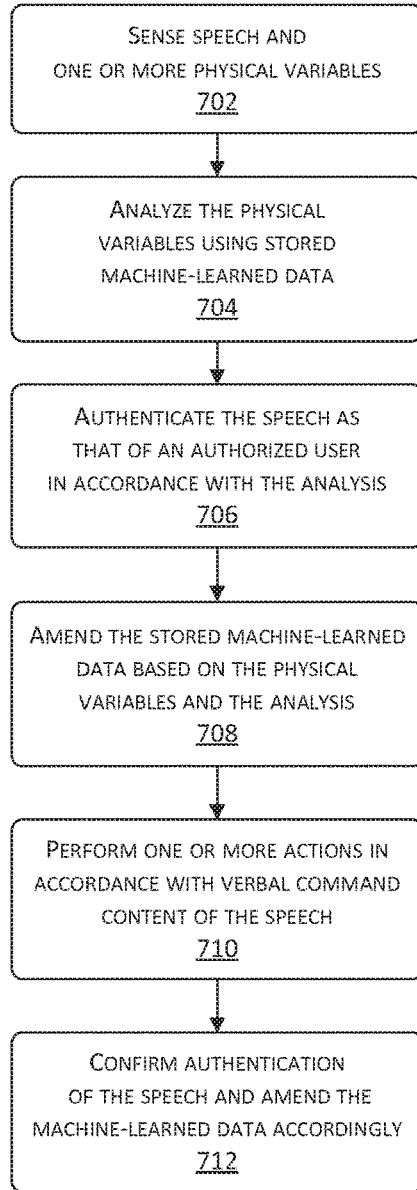 SENSE SPEECH AND
ONE OR MORE PHYSICAL VARIABLES
702
ANALYZE THE PHYSICAL
VARIABLES USING STORED
MACHINE-LEARNED DATA
704
AUTHENTICATE THE SPEECH AS
THAT OF AN AUTHORIZED USER
IN ACCORDANCE WITH THE ANALYSIS
706
AMEND THE STORED MACHINE-LEARNED
DATA BASED ON THE PHYSICAL
VARIABLES AND THE ANALYSIS
708
PERFORM ONE OR MORE ACTIONS IN
ACCORDANCE WITH VERBAL COMMAND
CONTENT OF THE SPEECH
710
CONFIRM AUTHENTICATION
OF THE SPEECH AND AMEND THE
MACHINE-LEARNED DATA ACCORDINGLY
712